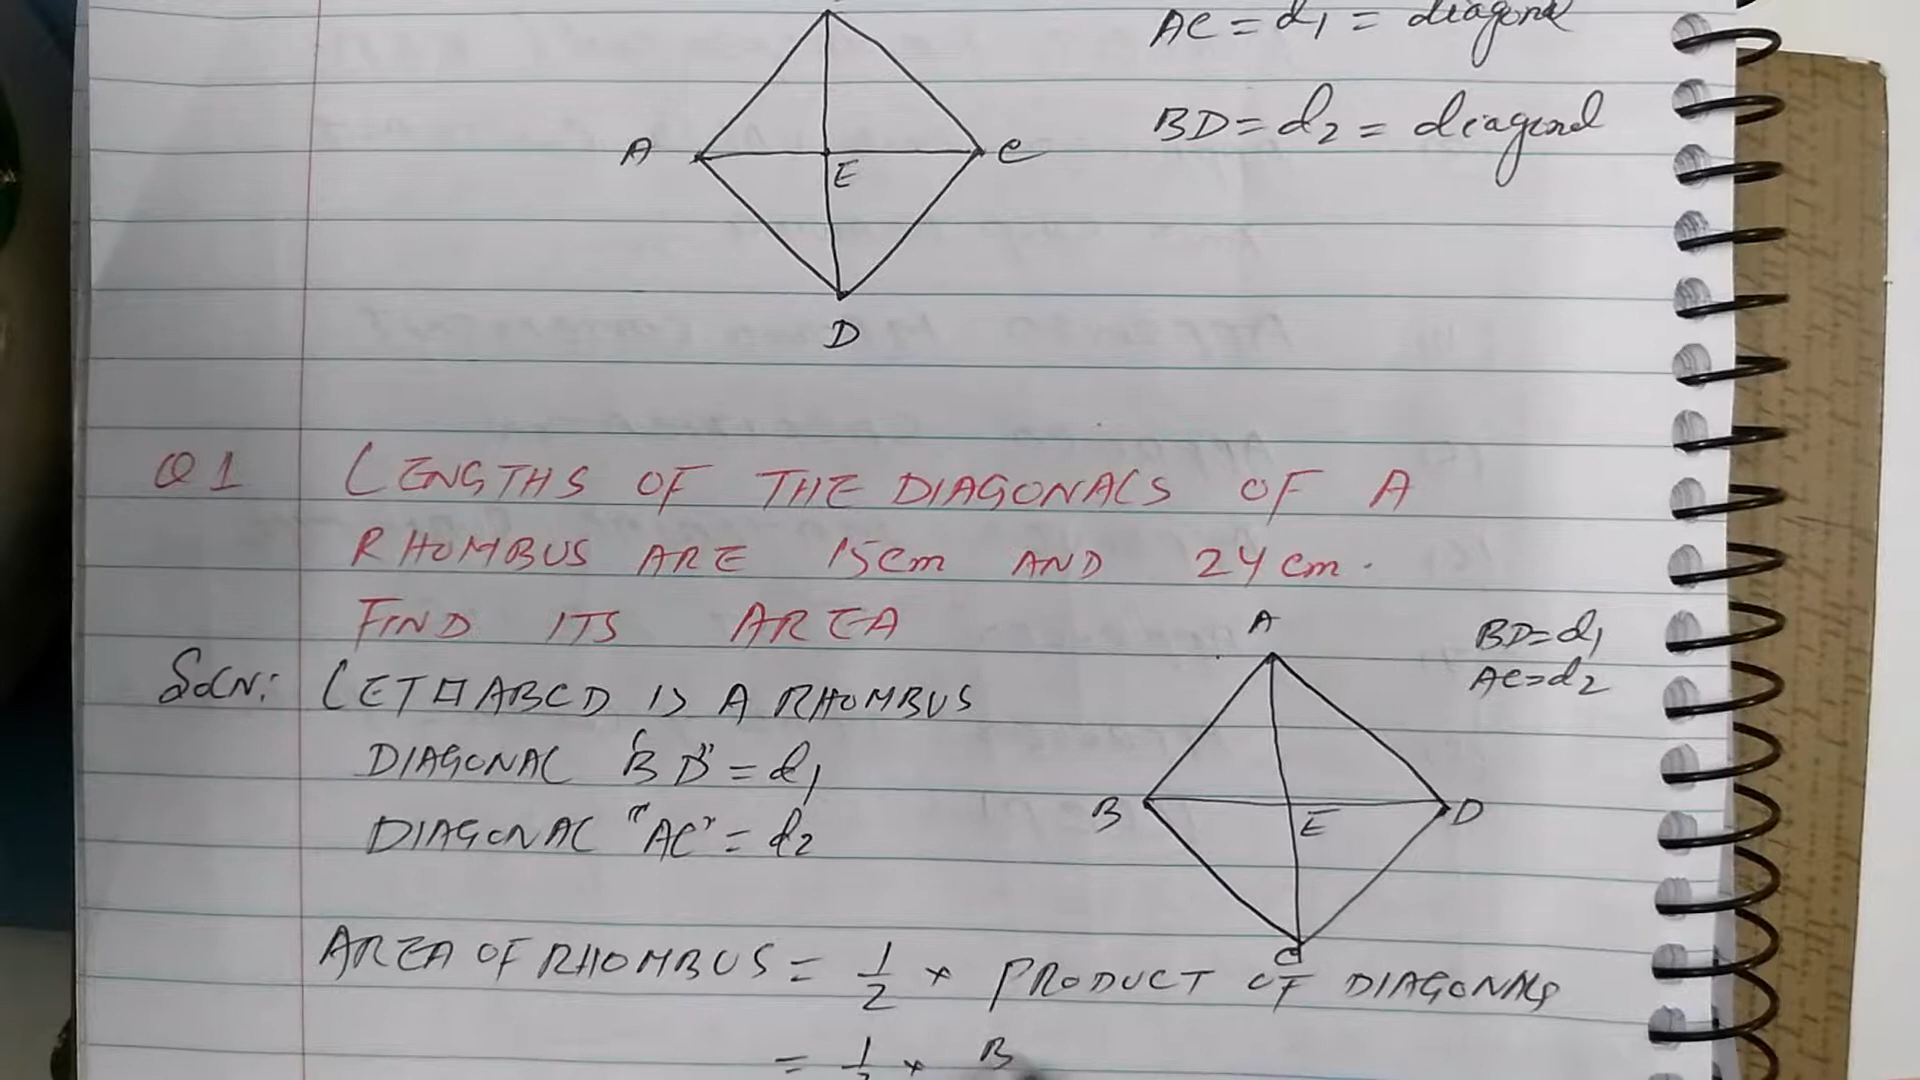 AC = d1 = diagonal
BD = d2 = diagonal
A
E
C
D
Q1 LENGTHS OF THE DIAGONALS OF A
RHOMBUS ARE 15cm AND 24cm.
FIND ITS AREA
A
BD=d1
AC=d2
SOLN: LET □ABCD IS A RHOMBUS
DIAGONAL "BD" = d1
DIAGONAL "AC" = d2
B
E
D
C
AREA OF RHOMBUS = 1/2 × PRODUCT OF DIAGONALS
= 1/2 × B